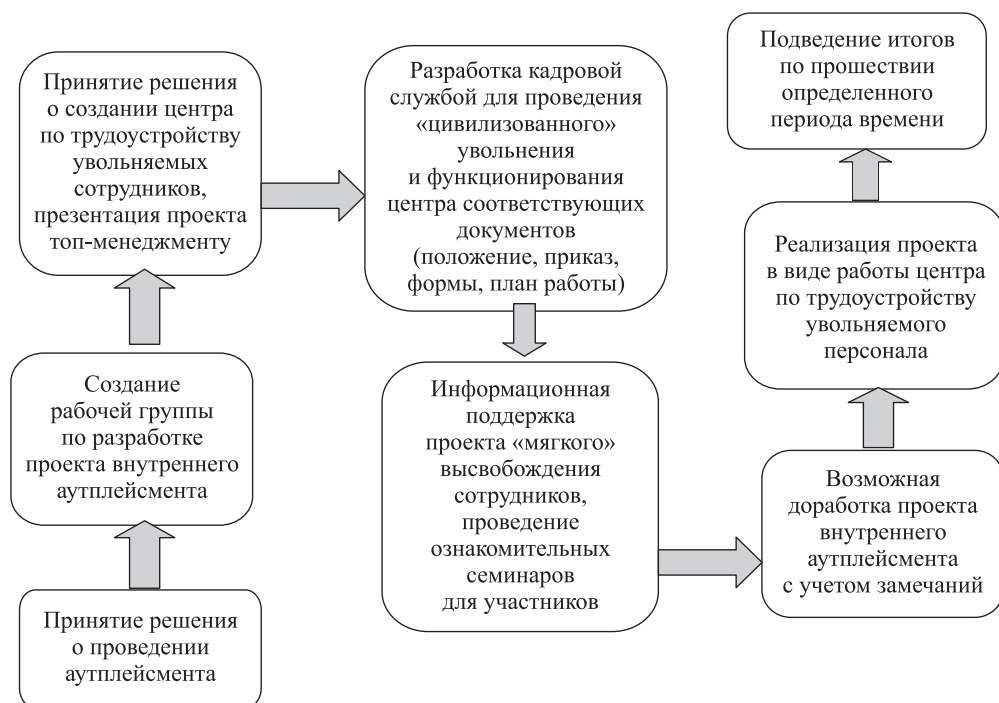 Принятие решения
о проведении
аутплейсмента
Создание
рабочей группы
по разработке
проекта внутреннего
аутплейсмента
Принятие решения
о создании центра
по трудоустройству
увольняемых
сотрудников,
презентация проекта
топ-менеджменту
Разработка кадровой
службой для проведения
«цивилизованного»
увольнения
и функционирования
центра соответствующих
документов
(положение, приказ,
формы, план работы)
Информационная
поддержка
проекта «мягкого»
высвобождения
сотрудников,
проведение
ознакомительных
семинаров
для участников
Возможная
доработка проекта
внутреннего
аутплейсмента
с учетом замечаний
Реализация проекта
в виде работы центра
по трудоустройству
увольняемого
персонала
Подведение итогов
по прошествии
определенного
периода времени